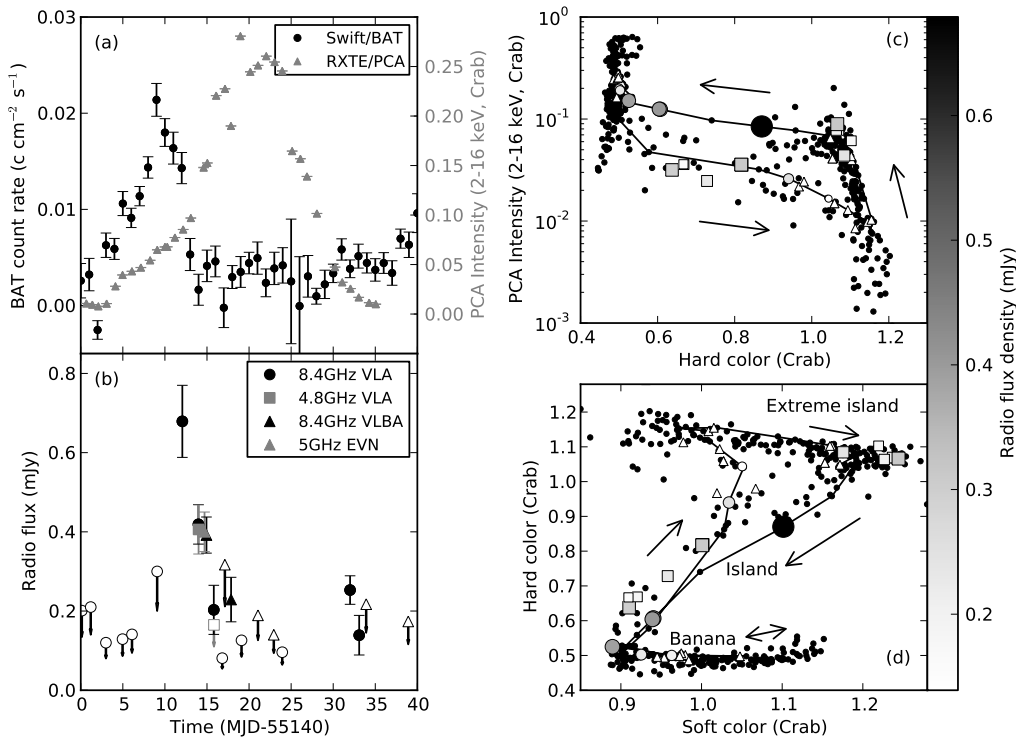 (a)
Swift/BAT
RXTE/PCA
0.03
0.02
0.01
0.00
BAT count rate (c cm⁻² s⁻¹)
0.25
0.20
0.15
0.10
0.05
0.00
PCA Intensity (2-16 keV, Crab)
(b)
8.4GHz VLA
4.8GHz VLA
8.4GHz VLBA
5GHz EVN
0.8
0.6
0.4
0.2
0.0
Radio flux (mJy)
0 5 10 15 20 25 30 35 40
Time (MJD-55140)
(c)
10⁰
10⁻¹
10⁻²
10⁻³
PCA Intensity (2-16 keV, Crab)
0.4 0.6 0.8 1.0 1.2
Hard color (Crab)
Extreme island
Island
Banana
(d)
1.2
1.1
1.0
0.9
0.8
0.7
0.6
0.5
0.4
Hard color (Crab)
0.9 1.0 1.1 1.2
Soft color (Crab)
0.6
0.5
0.4
0.3
0.2
Radio flux density (mJy)